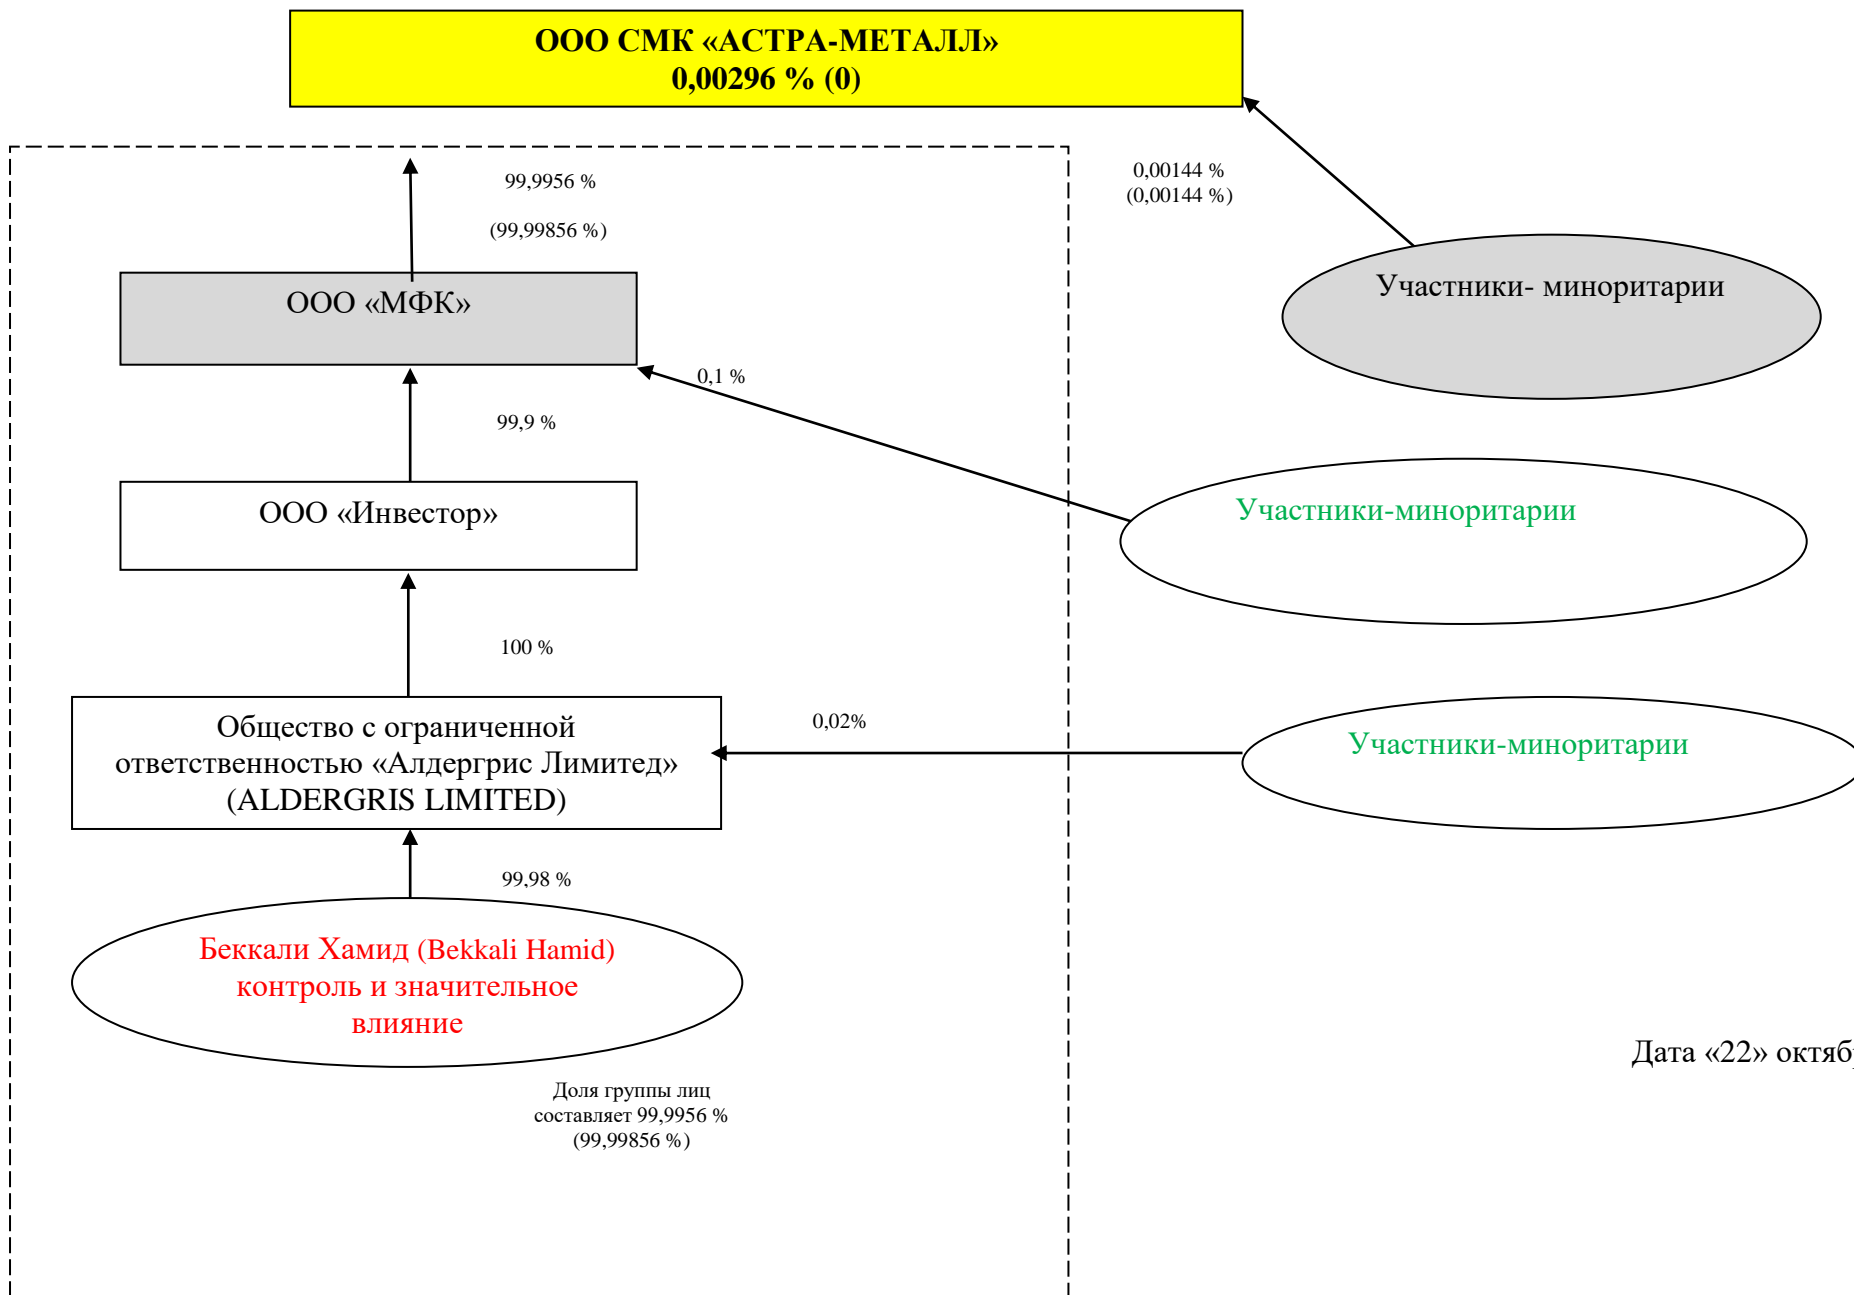 ООО СМК «АСТРА-МЕТАЛЛ»
0,00296 % (0)
99,9956 %
(99,99856 %)
0,00144 %
(0,00144 %)
ООО «МФК»
Участники- миноритарии
0,1 %
99,9 %
ООО «Инвестор»
Участники-миноритарии
100 %
Общество с ограниченной
ответственностью «Алдергрис Лимитед»
(ALDERGRIS LIMITED)
0,02%
Участники-миноритарии
99,98 %
Беккали Хамид (Bekkali Hamid)
контроль и значительное
влияние
Доля группы лиц
составляет 99,9956 %
(99,99856 %)
Дата «22»